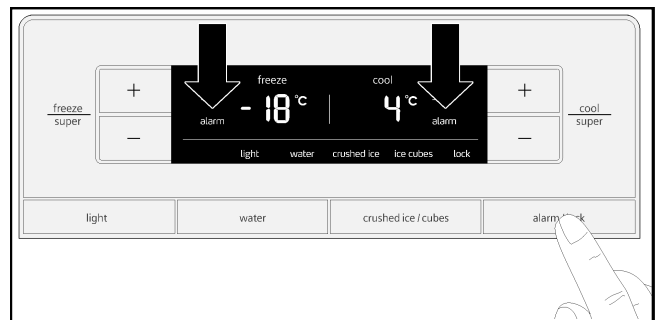 freeze
super
+
−
freeze
cool
alarm
-18 °C
4 °C
alarm
light water crushed ice ice cubes lock
+
−
cool
super
light
water
crushed ice / cubes